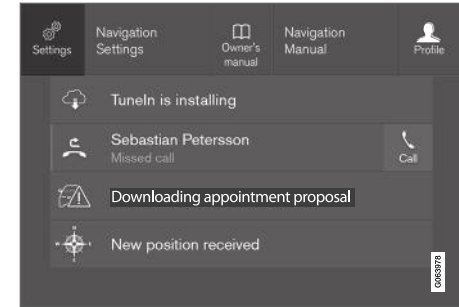 Settings
Navigation
Settings
Owner's
manual
Navigation
Manual
Profile
TuneIn is installing
Sebastian Petersson
Missed call
Call
Downloading appointment proposal
New position received
G063978